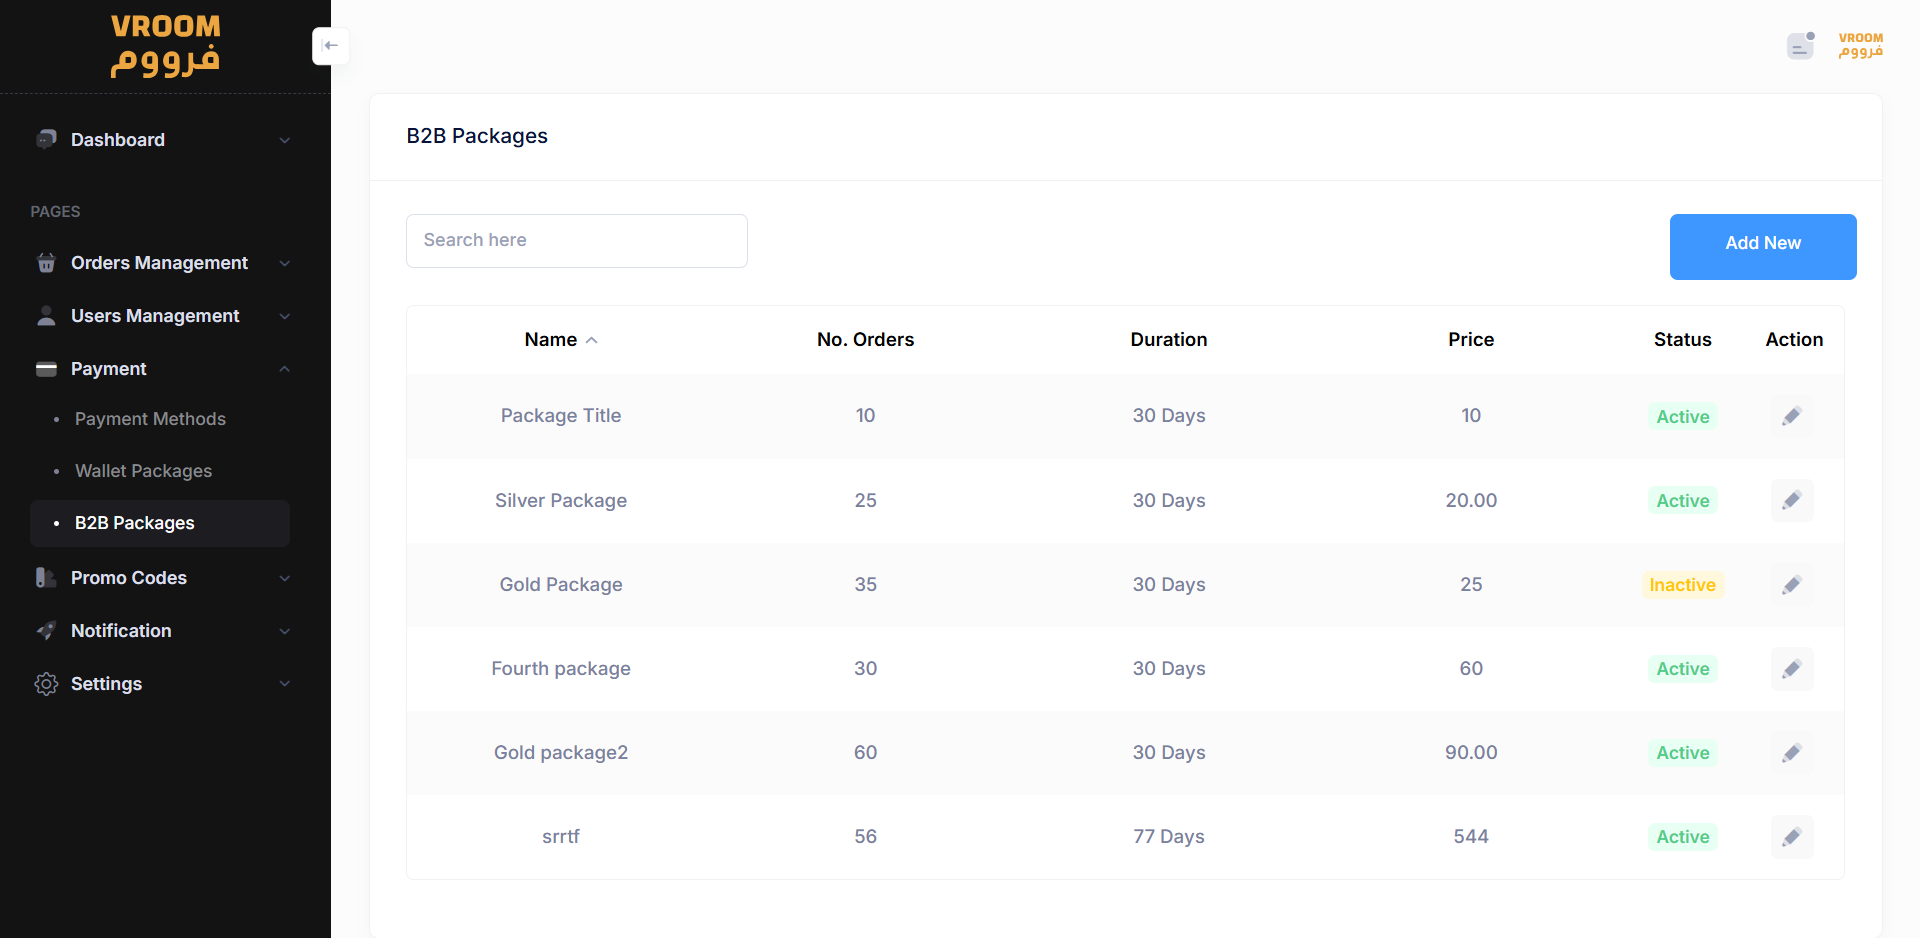 VROOM
فرووم
Dashboard
PAGES
Orders Management
Users Management
Payment
• Payment Methods
• Wallet Packages
• B2B Packages
Promo Codes
Notification
Settings
VROOM
فرووم
B2B Packages
Search here
Add New
Name No. Orders Duration Price Status Action
Package Title 10 30 Days 10 Active
Silver Package 25 30 Days 20.00 Active
Gold Package 35 30 Days 25 Inactive
Fourth package 30 30 Days 60 Active
Gold package2 60 30 Days 90.00 Active
srrtf 56 77 Days 544 Active